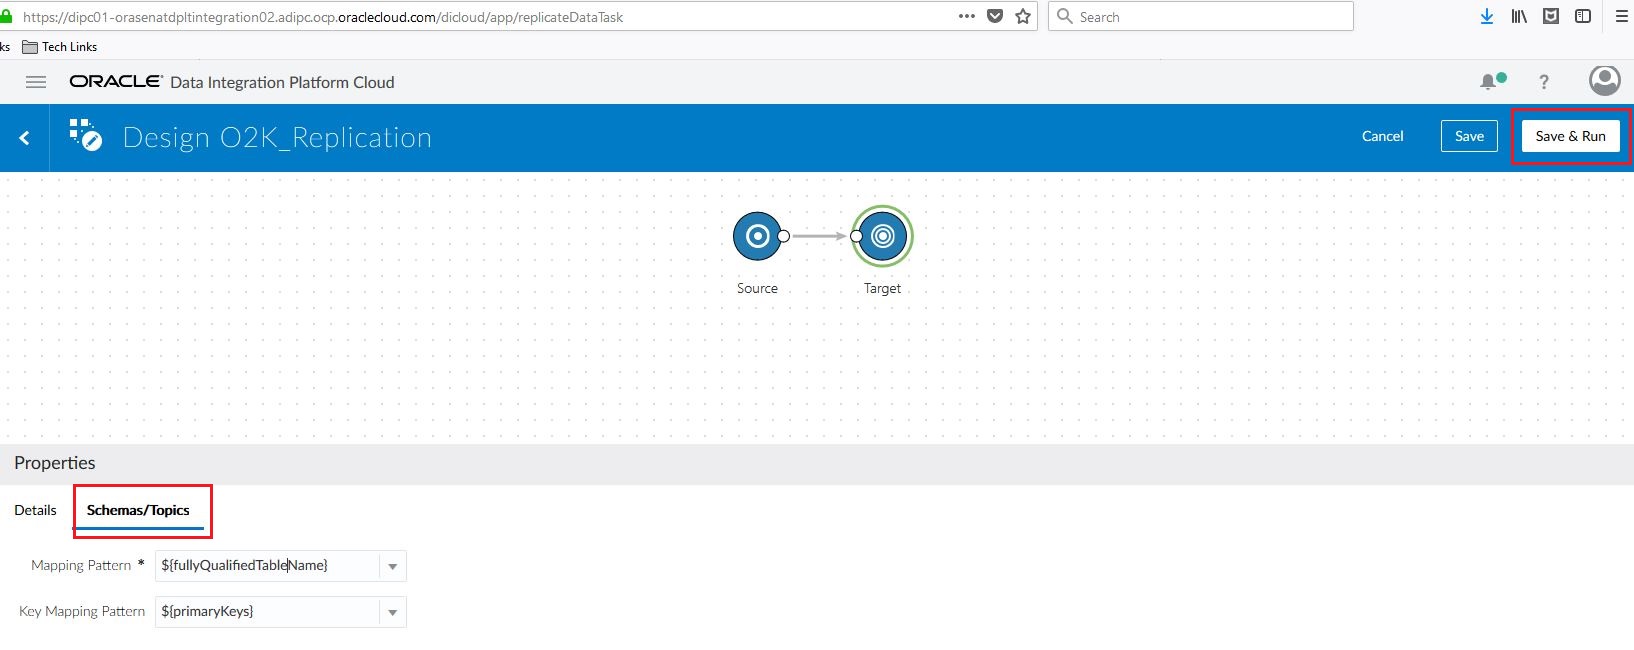 https://dipc01-orasenatdpltintegration02.adipc.ocp.oraclecloud.com/dicloud/app/replicateDataTask
Search
ks Tech Links
ORACLE Data Integration Platform Cloud
?
Design O2K_Replication
Cancel
Save
Save & Run
Source
Target
Properties
Details
Schemas/Topics
Mapping Pattern * ${fullyQualifiedTableName}
Key Mapping Pattern ${primaryKeys}